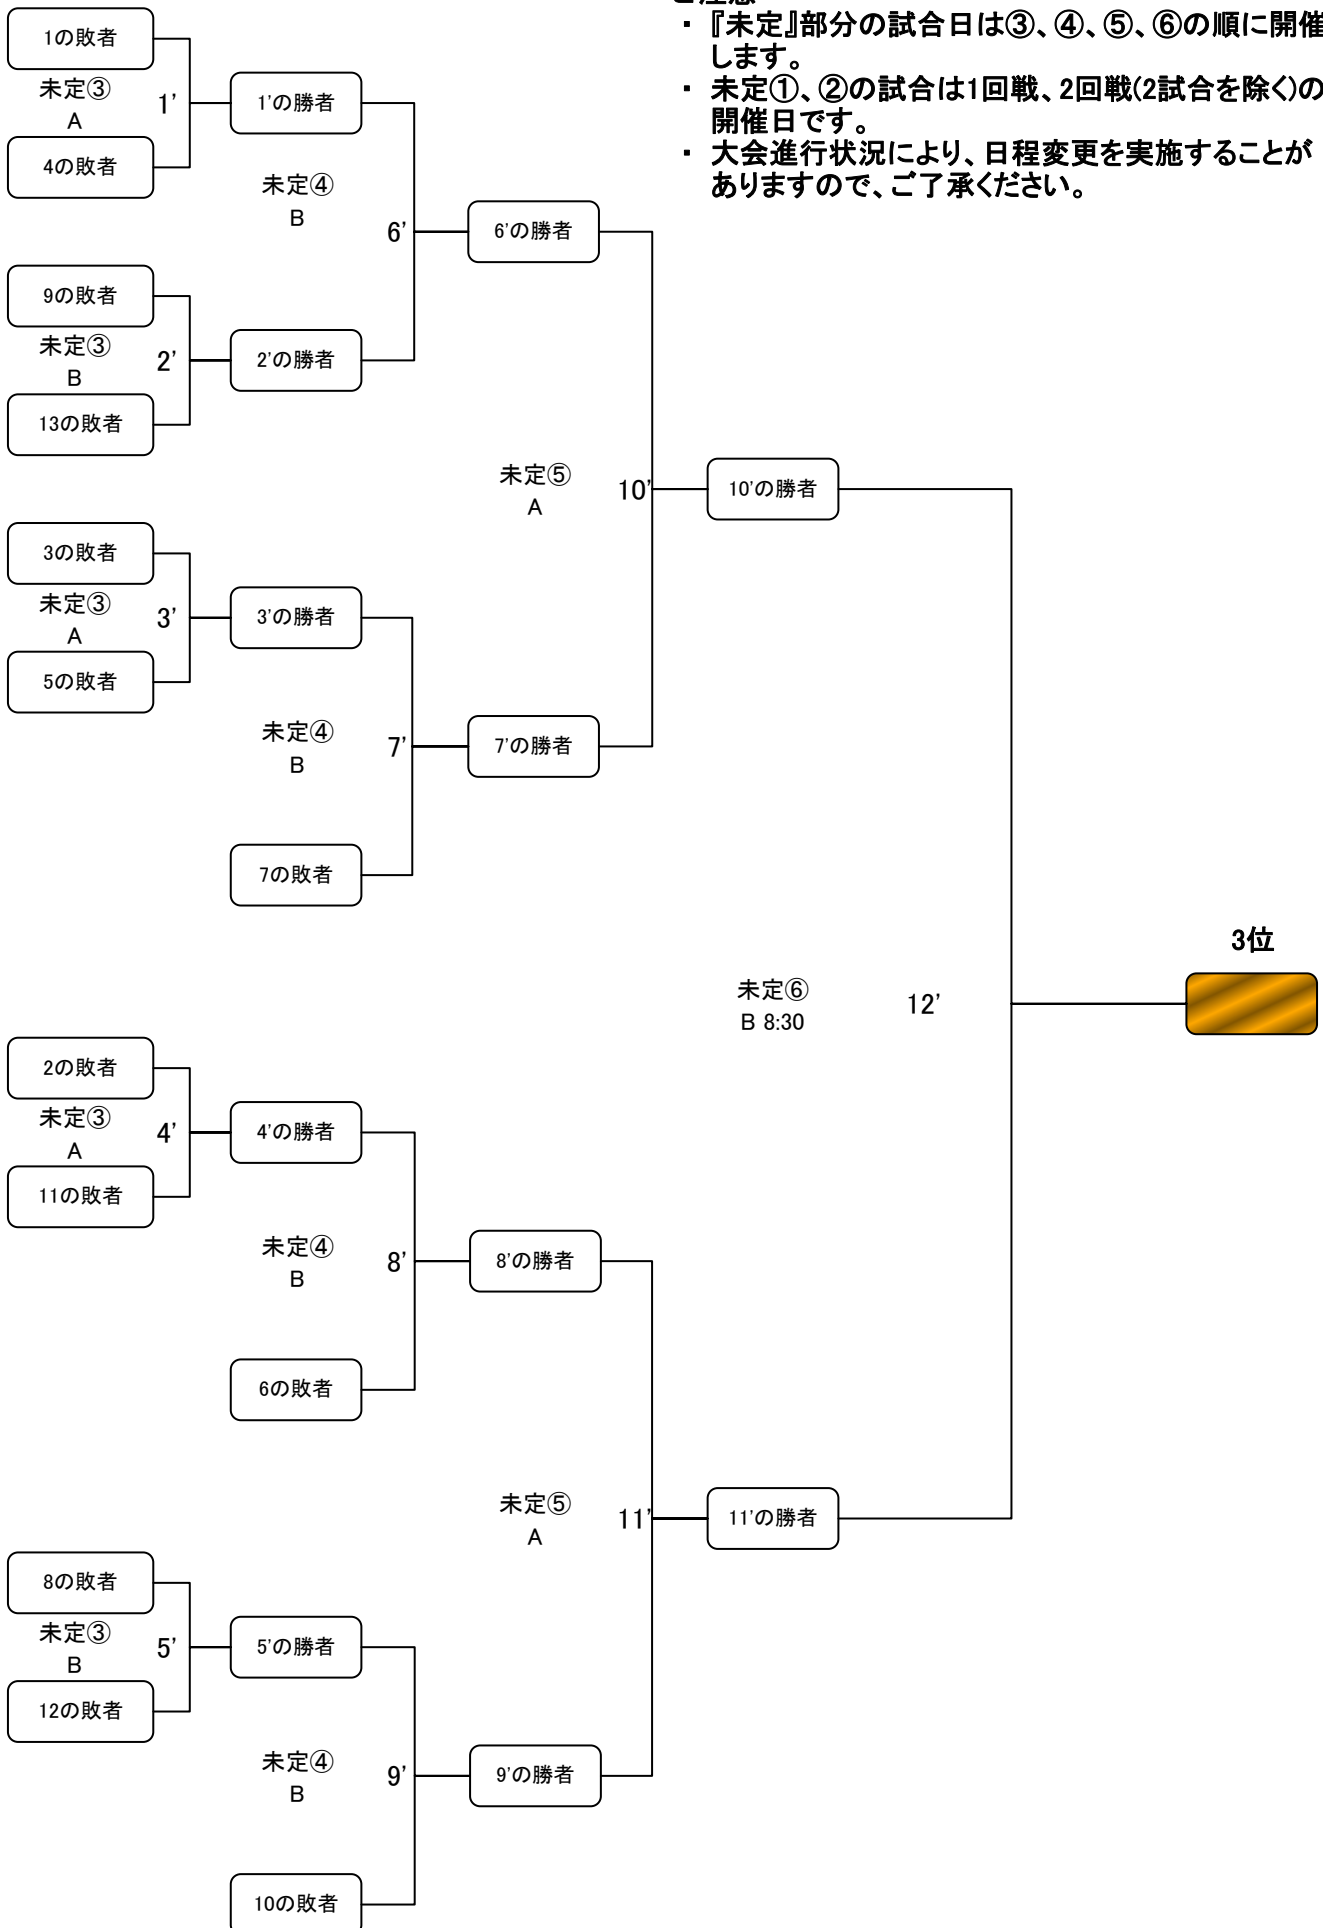 ・『未定』部分の試合日は③、④、⑤、⑥の順に開催
します。
・未定①、②の試合は1回戦、2回戦(2試合を除く)の
開催日です。
・大会進行状況により、日程変更を実施することが
ありますので、ご了承ください。
1の敗者
未定③
A
1'
4の敗者
1'の勝者
未定④
B
6'
6'の勝者
9の敗者
未定③
B
2'
13の敗者
2'の勝者
未定⑤
A
10'
10'の勝者
3の敗者
未定③
A
3'
5の敗者
3'の勝者
未定④
B
7'
7'の勝者
7の敗者
3位
未定⑥
B 8:30
12'
2の敗者
未定③
A
4'
11の敗者
4'の勝者
未定④
B
8'
8'の勝者
6の敗者
未定⑤
A
11'
11'の勝者
8の敗者
未定③
B
5'
12の敗者
5'の勝者
未定④
B
9'
9'の勝者
10の敗者